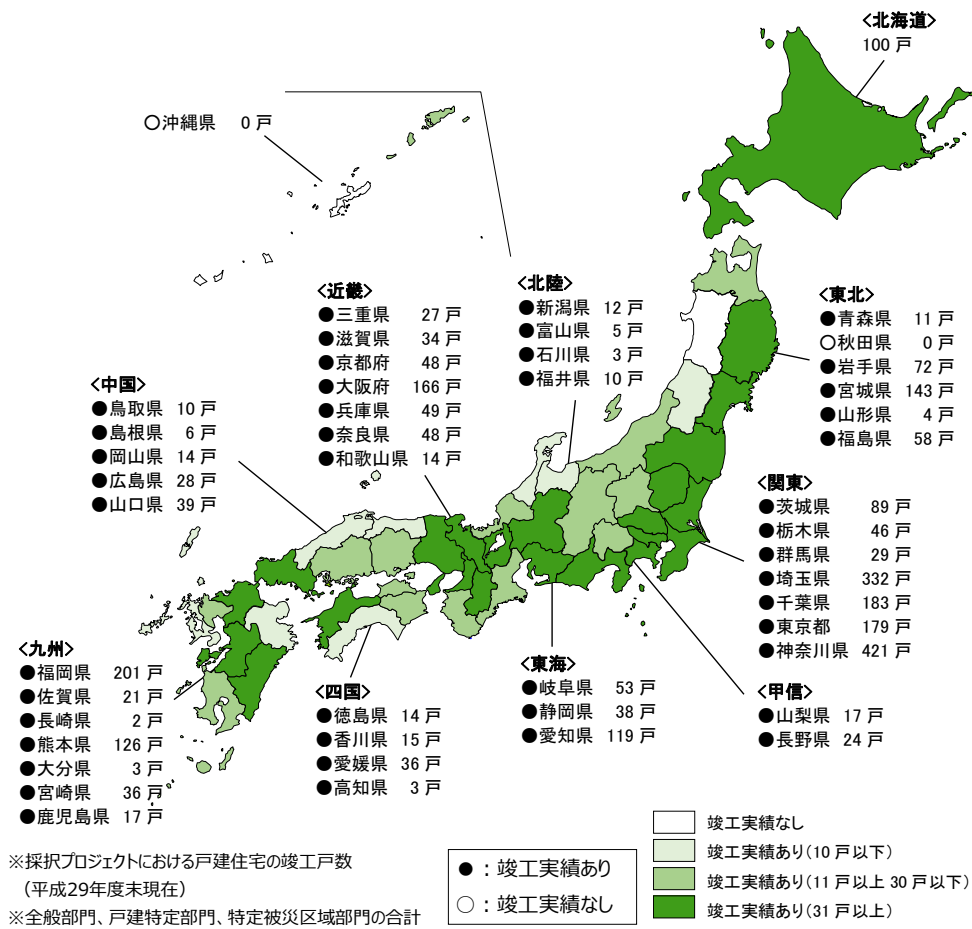 <北海道>
100 戸
○沖縄県 0 戸
<近畿>
●三重県 27 戸
●滋賀県 34 戸
●京都府 48 戸
●大阪府 166 戸
●兵庫県 49 戸
●奈良県 48 戸
●和歌山県 14 戸
<北陸>
●新潟県 12 戸
●富山県 5 戸
●石川県 3 戸
●福井県 10 戸
<東北>
●青森県 11 戸
○秋田県 0 戸
●岩手県 72 戸
●宮城県 143 戸
●山形県 4 戸
●福島県 58 戸
<中国>
●鳥取県 10 戸
●島根県 6 戸
●岡山県 14 戸
●広島県 28 戸
●山口県 39 戸
<関東>
●茨城県 89 戸
●栃木県 46 戸
●群馬県 29 戸
●埼玉県 332 戸
●千葉県 183 戸
●東京都 179 戸
●神奈川県 421 戸
<九州>
●福岡県 201 戸
●佐賀県 21 戸
●長崎県 2 戸
●熊本県 126 戸
●大分県 3 戸
●宮崎県 36 戸
●鹿児島県 17 戸
<四国>
●徳島県 14 戸
●香川県 15 戸
●愛媛県 36 戸
●高知県 3 戸
<東海>
●岐阜県 53 戸
●静岡県 38 戸
●愛知県 119 戸
<甲信>
●山梨県 17 戸
●長野県 24 戸
※採択プロジェクトにおける戸建住宅の竣工戸数
(平成29年度末現在)
※全般部門、戸建特定部門、特定被災区域部門の合計
●：竣工実績あり
○：竣工実績なし
竣工実績なし
竣工実績あり(10 戸以下)
竣工実績あり(11 戸以上 30 戸以下)
竣工実績あり(31 戸以上)